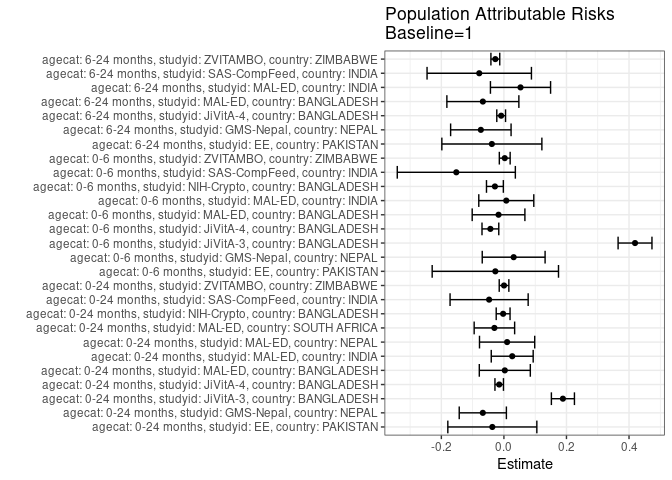 Population Attributable Risks
Baseline=1
agecat: 6-24 months, studyid: ZVITAMBO, country: ZIMBABWE
agecat: 6-24 months, studyid: SAS-CompFeed, country: INDIA
agecat: 6-24 months, studyid: MAL-ED, country: INDIA
agecat: 6-24 months, studyid: MAL-ED, country: BANGLADESH
agecat: 6-24 months, studyid: JiVitA-4, country: BANGLADESH
agecat: 6-24 months, studyid: GMS-Nepal, country: NEPAL
agecat: 6-24 months, studyid: EE, country: PAKISTAN
agecat: 0-6 months, studyid: ZVITAMBO, country: ZIMBABWE
agecat: 0-6 months, studyid: SAS-CompFeed, country: INDIA
agecat: 0-6 months, studyid: NIH-Crypto, country: BANGLADESH
agecat: 0-6 months, studyid: MAL-ED, country: INDIA
agecat: 0-6 months, studyid: MAL-ED, country: BANGLADESH
agecat: 0-6 months, studyid: JiVitA-4, country: BANGLADESH
agecat: 0-6 months, studyid: JiVitA-3, country: BANGLADESH
agecat: 0-6 months, studyid: GMS-Nepal, country: NEPAL
agecat: 0-6 months, studyid: EE, country: PAKISTAN
agecat: 0-24 months, studyid: ZVITAMBO, country: ZIMBABWE
agecat: 0-24 months, studyid: SAS-CompFeed, country: INDIA
agecat: 0-24 months, studyid: NIH-Crypto, country: BANGLADESH
agecat: 0-24 months, studyid: MAL-ED, country: SOUTH AFRICA
agecat: 0-24 months, studyid: MAL-ED, country: NEPAL
agecat: 0-24 months, studyid: MAL-ED, country: INDIA
agecat: 0-24 months, studyid: MAL-ED, country: BANGLADESH
agecat: 0-24 months, studyid: JiVitA-4, country: BANGLADESH
agecat: 0-24 months, studyid: JiVitA-3, country: BANGLADESH
agecat: 0-24 months, studyid: GMS-Nepal, country: NEPAL
agecat: 0-24 months, studyid: EE, country: PAKISTAN
-0.2 0.0 0.2 0.4
Estimate